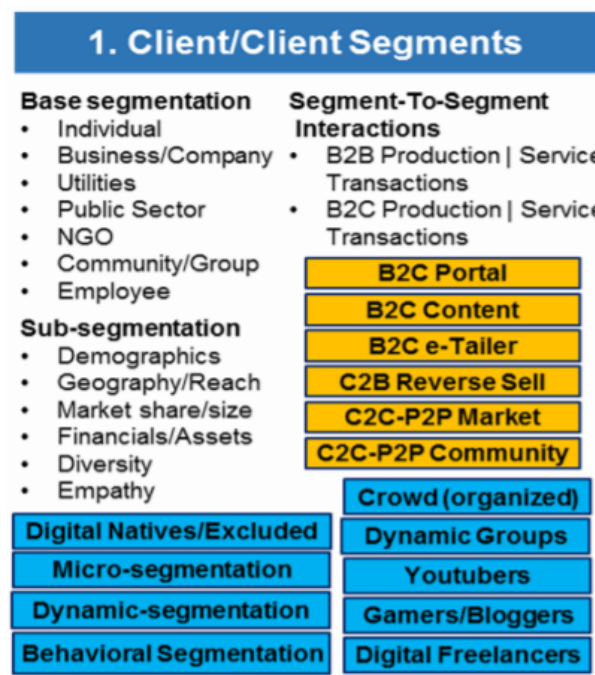 1. Client/Client Segments
Base segmentation
• Individual
• Business/Company
• Utilities
• Public Sector
• NGO
• Community/Group
• Employee
Sub-segmentation
• Demographics
• Geography/Reach
• Market share/size
• Financials/Assets
• Diversity
• Empathy
Digital Natives/Excluded
Micro-segmentation
Dynamic-segmentation
Behavioral Segmentation
Segment-To-Segment
Interactions
• B2B Production | Service
Transactions
• B2C Production | Service
Transactions
B2C Portal
B2C Content
B2C e-Tailer
C2B Reverse Sell
C2C-P2P Market
C2C-P2P Community
Crowd (organized)
Dynamic Groups
Youtubers
Gamers/Bloggers
Digital Freelancers